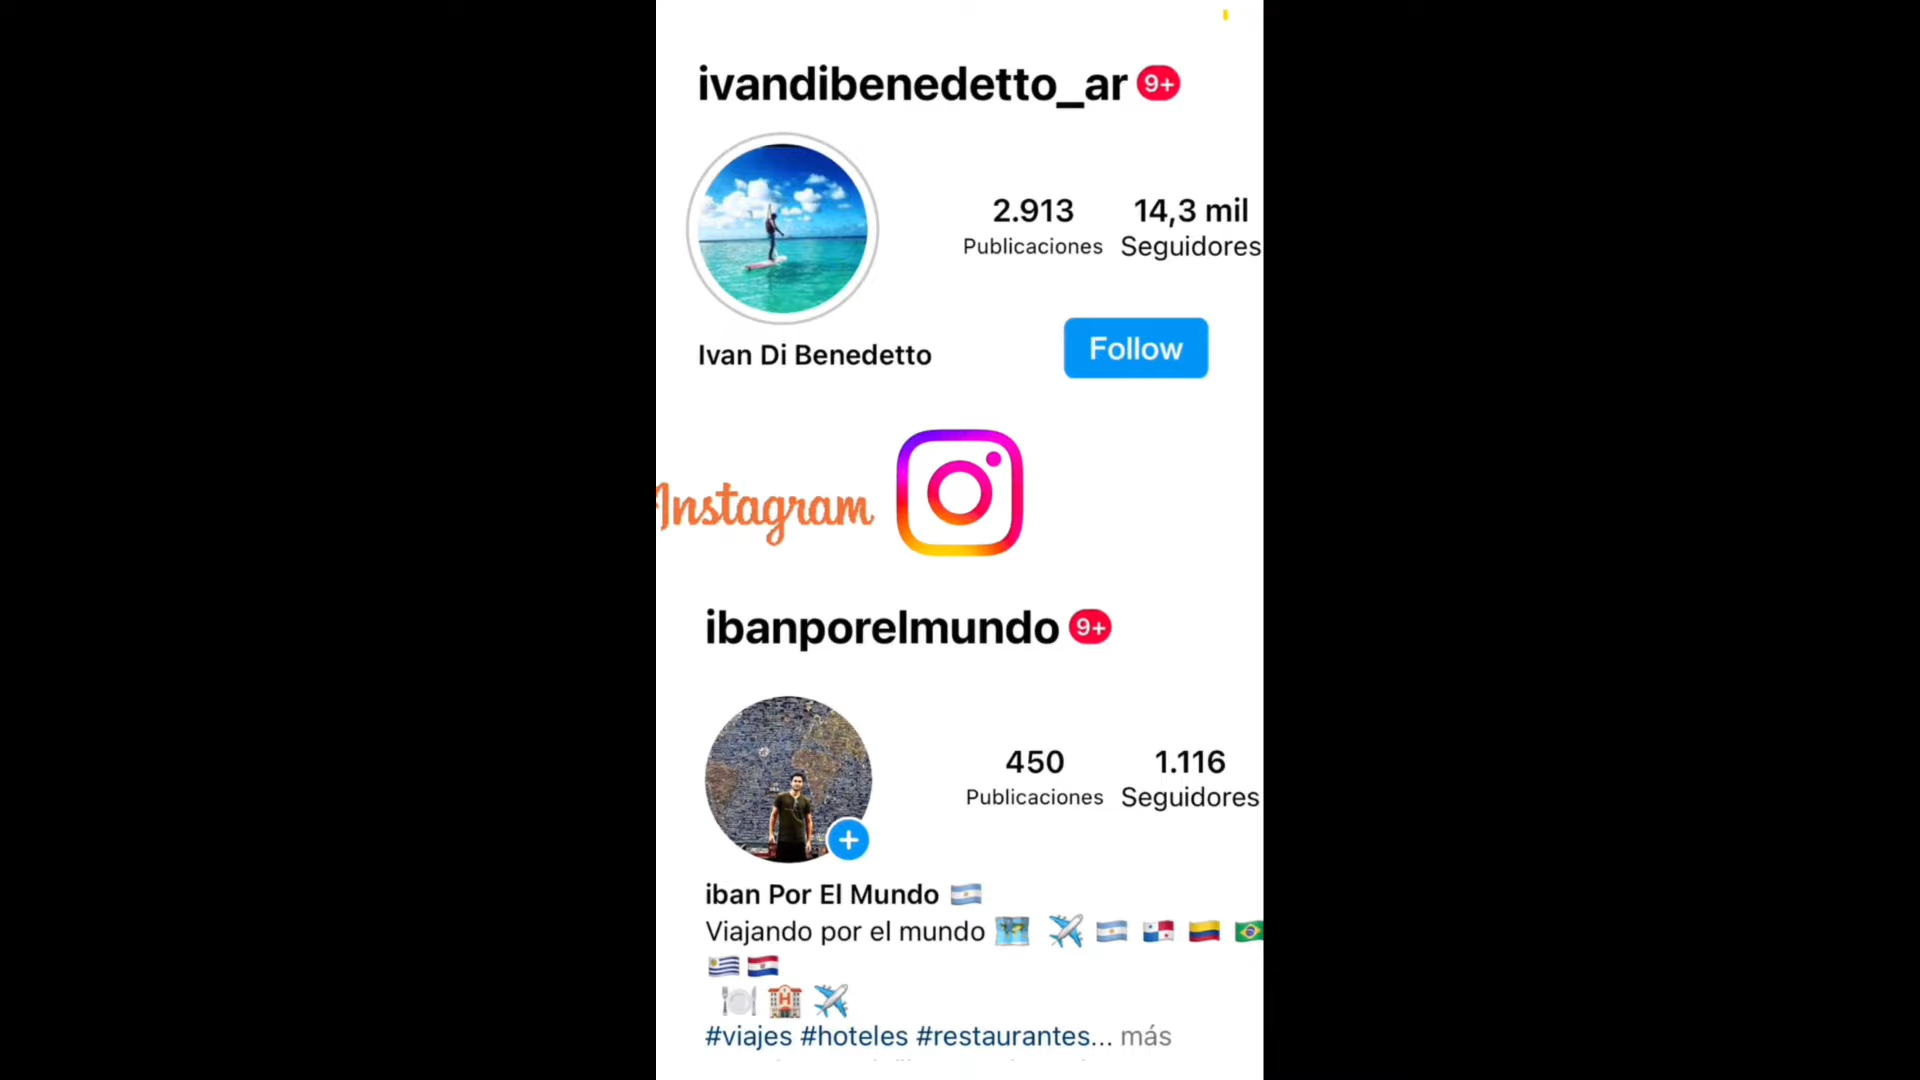 ivandibenedetto_ar 9+
2.913 14,3 mil
Publicaciones Seguidores
Ivan Di Benedetto
Follow
Instagram
ibanporelmundo 9+
450 1.116
Publicaciones Seguidores
iban Por El Mundo 🇦🇷
Viajando por el mundo 🗺️ ✈️ 🇦🇷 🇵🇦 🇨🇴 🇧🇷
🇺🇾 🇵🇾
🍽️ 🏨 ✈️
#viajes #hoteles #restaurantes... más